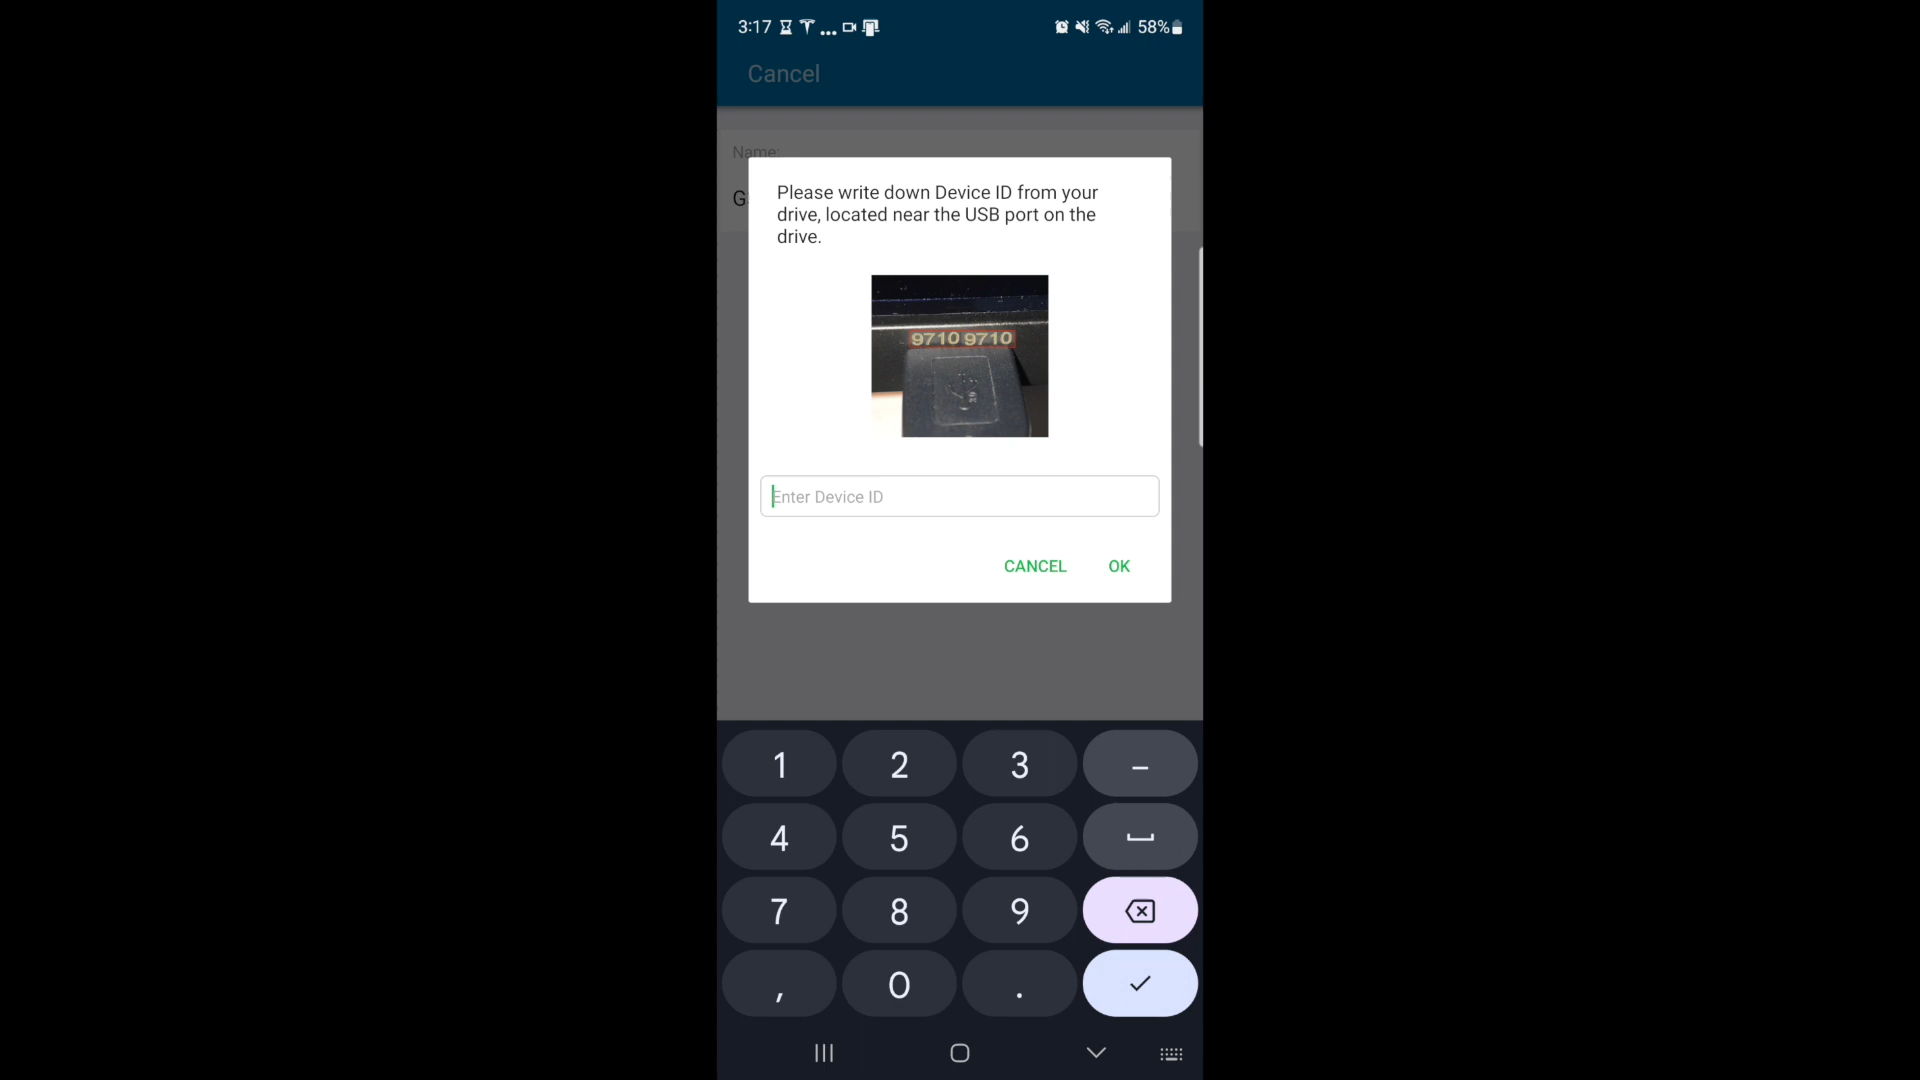 3:17 ... 58%
Cancel
Name:
G
Please write down Device ID from your
drive, located near the USB port on the
drive.
9710 9710
Enter Device ID
CANCEL OK
1 2 3 –
4 5 6
7 8 9
, 0 .